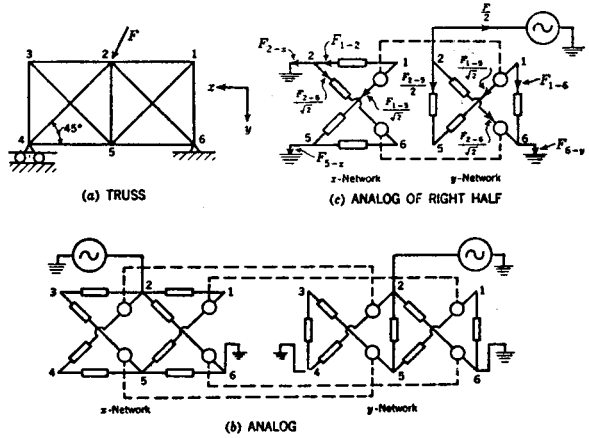 3 2 F 1
x
y
4 45° 5 6
(a) TRUSS
F/2
F2-x 2 F1-2 1
F2-6/√2 F1-5/√2
5 6
F5-x
x-Network
2 1
F2-5/2 F1-5/√2 F1-6
F2-6/√2
5 6 F6-y
y-Network
(c) ANALOG OF RIGHT HALF
3 2 1
4 5 6
x-Network
3 2 1
4 5 6
y-Network
(b) ANALOG